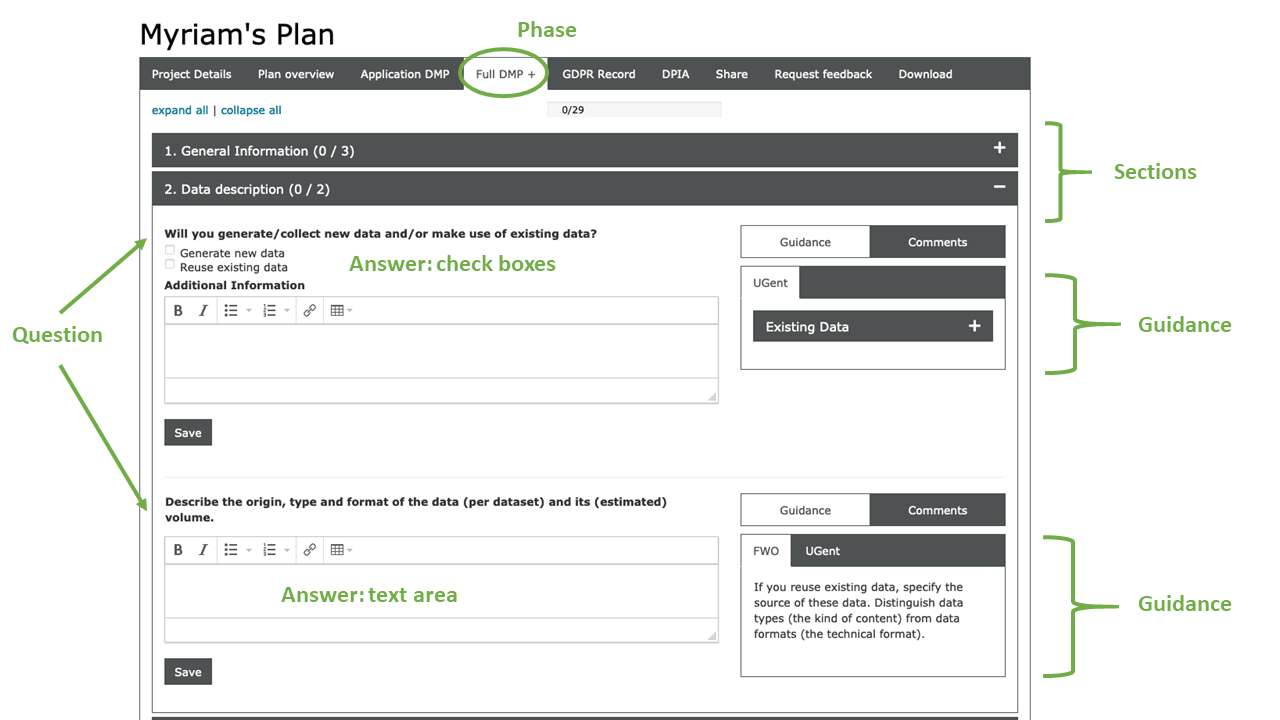 Myriam's Plan
Phase
Project Details Plan overview Application DMP Full DMP + GDPR Record DPIA Share Request feedback Download
expand all | collapse all
0/29
1. General Information (0 / 3)
+
Sections
2. Data description (0 / 2)
−
Will you generate/collect new data and/or make use of existing data?
Generate new data
Reuse existing data
Answer: check boxes
Additional Information
B I
Save
Guidance Comments
UGent
Existing Data +
Guidance
Question
Describe the origin, type and format of the data (per dataset) and its (estimated)
volume.
B I
Answer: text area
Save
Guidance Comments
FWO UGent
If you reuse existing data, specify the
source of these data. Distinguish data
types (the kind of content) from data
formats (the technical format).
Guidance